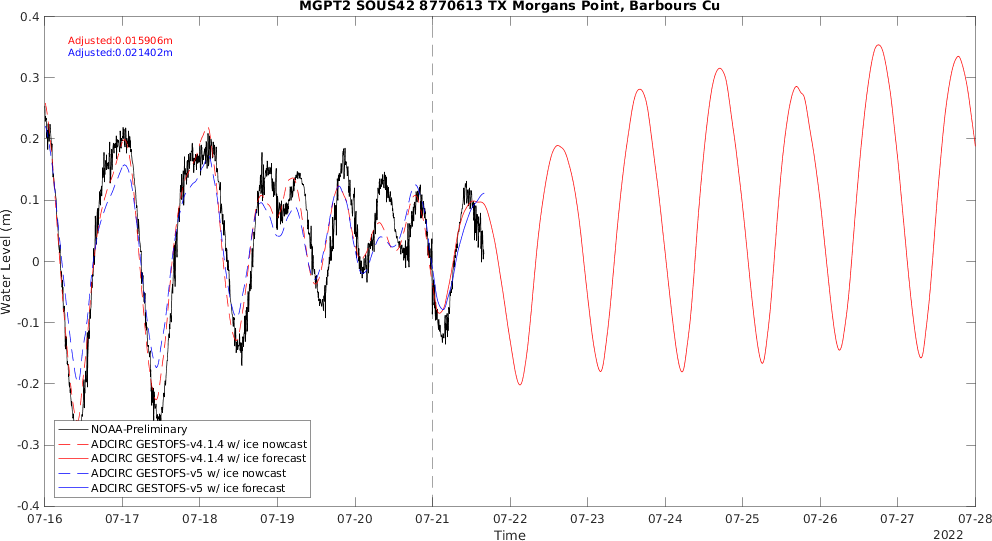 MGPT2 SOUS42 8770613 TX Morgans Point, Barbours Cu
Adjusted:0.015906m
Adjusted:0.021402m
Water Level (m)
0.4
0.3
0.2
0.1
0
-0.1
-0.2
-0.3
-0.4
NOAA-Preliminary
ADCIRC GESTOFS-v4.1.4 w/ ice nowcast
ADCIRC GESTOFS-v4.1.4 w/ ice forecast
ADCIRC GESTOFS-v5 w/ ice nowcast
ADCIRC GESTOFS-v5 w/ ice forecast
07-16 07-17 07-18 07-19 07-20 07-21 07-22 07-23 07-24 07-25 07-26 07-27 07-28
Time
2022